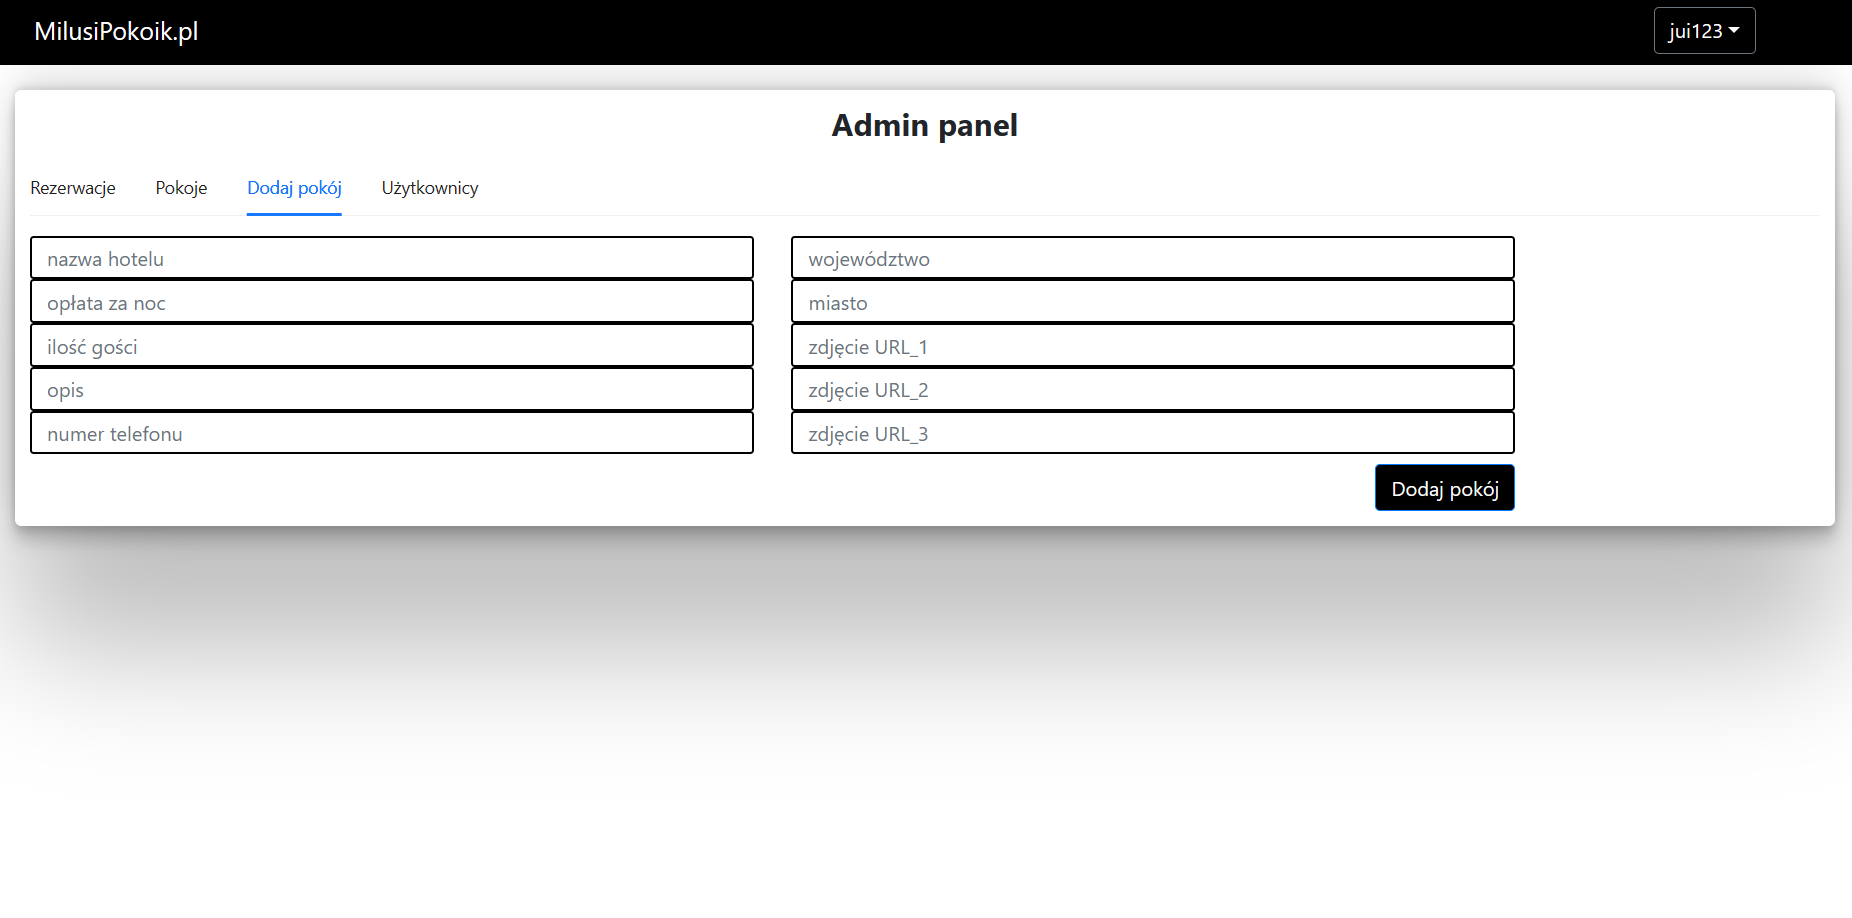 MilusiPokoik.pl
jui123
Admin panel
Rezerwacje Pokoje Dodaj pokój Użytkownicy
nazwa hotelu
opłata za noc
ilość gości
opis
numer telefonu
województwo
miasto
zdjęcie URL_1
zdjęcie URL_2
zdjęcie URL_3
Dodaj pokój